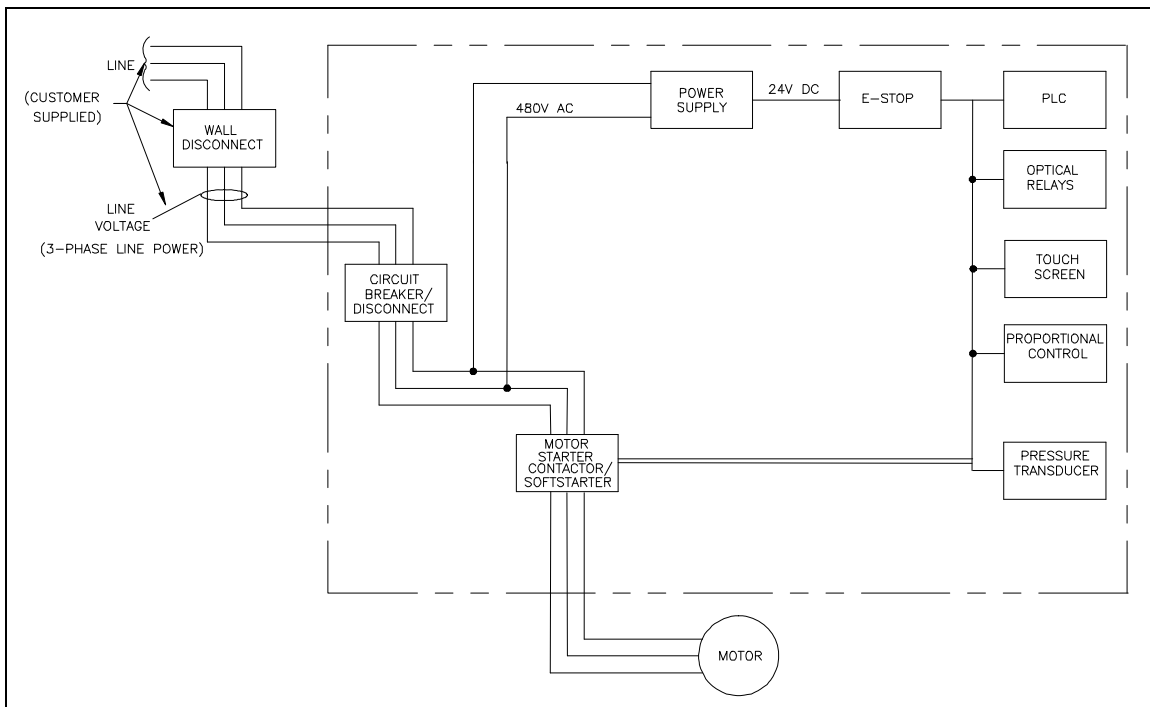 LINE
(CUSTOMER
SUPPLIED)
WALL
DISCONNECT
LINE
VOLTAGE
(3-PHASE LINE POWER)
CIRCUIT
BREAKER/
DISCONNECT
480V AC
POWER
SUPPLY
24V DC
E-STOP
PLC
OPTICAL
RELAYS
TOUCH
SCREEN
PROPORTIONAL
CONTROL
MOTOR
STARTER
CONTACTOR/
SOFTSTARTER
PRESSURE
TRANSDUCER
MOTOR